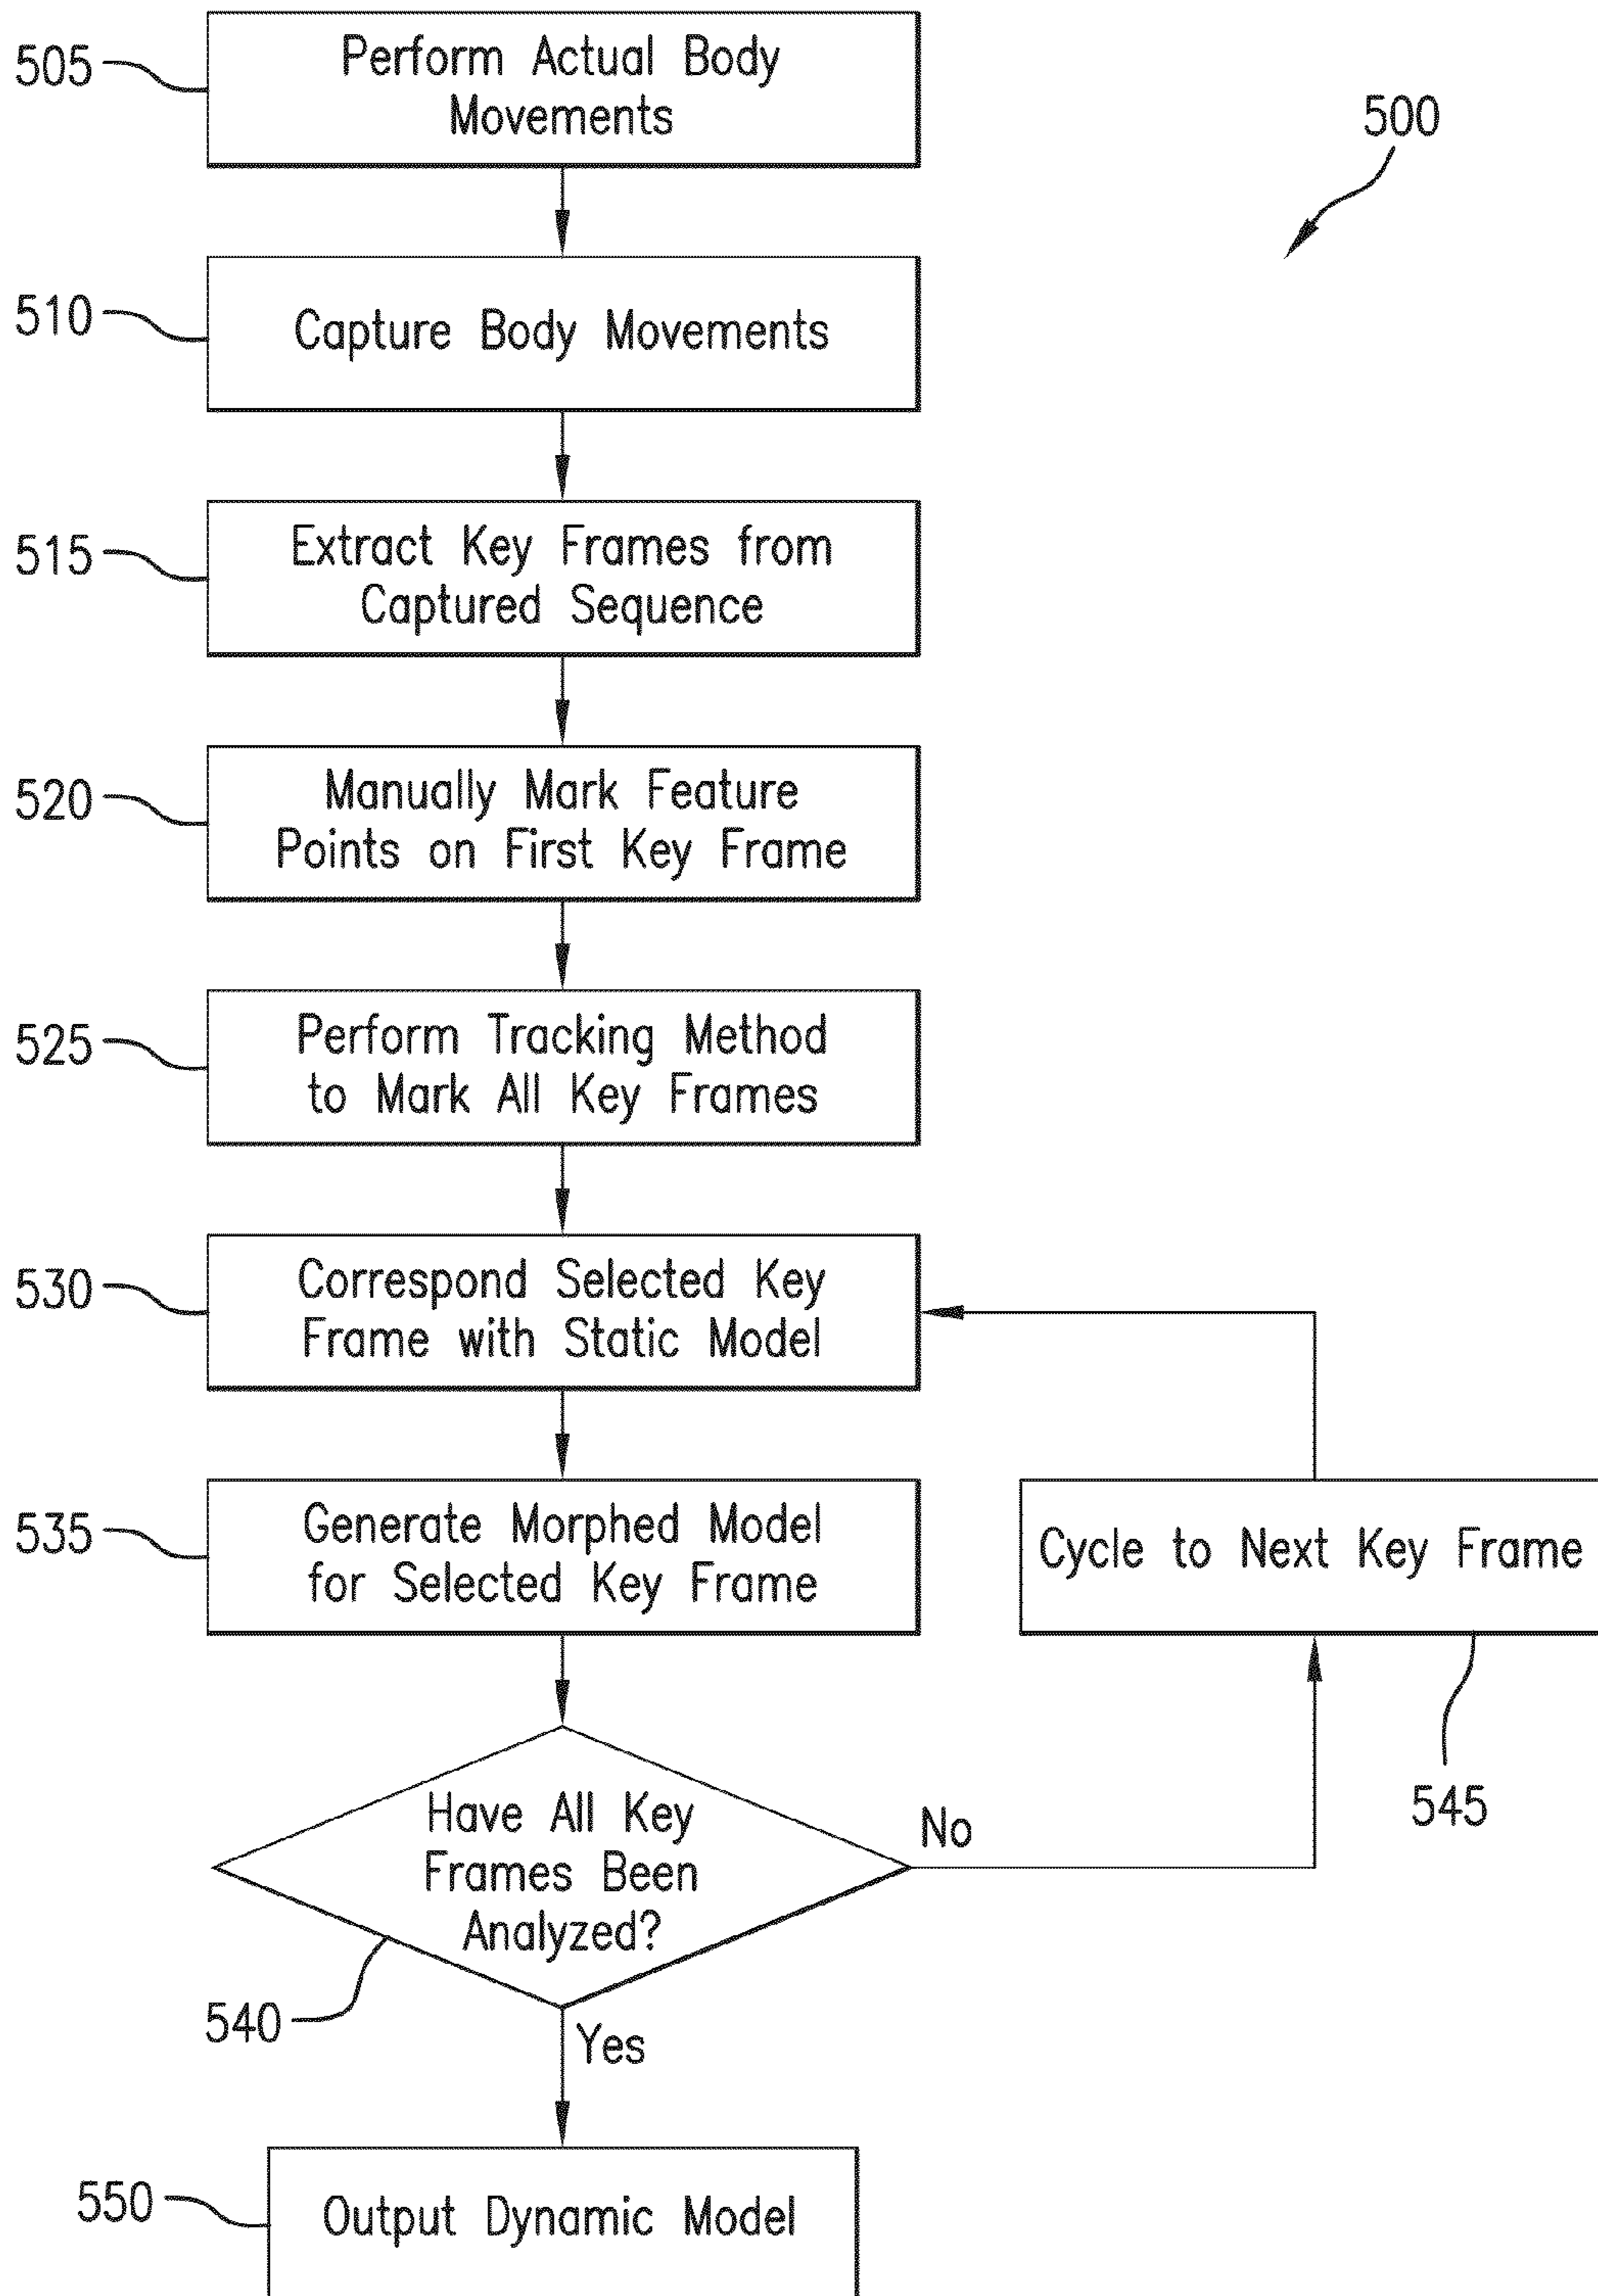 505
Perform Actual Body
Movements
500
510
Capture Body Movements
515
Extract Key Frames from
Captured Sequence
520
Manually Mark Feature
Points on First Key Frame
525
Perform Tracking Method
to Mark All Key Frames
530
Correspond Selected Key
Frame with Static Model
535
Generate Morphed Model
for Selected Key Frame
Cycle to Next Key Frame
545
Have All Key
Frames Been
Analyzed?
No
540
Yes
550
Output Dynamic Model